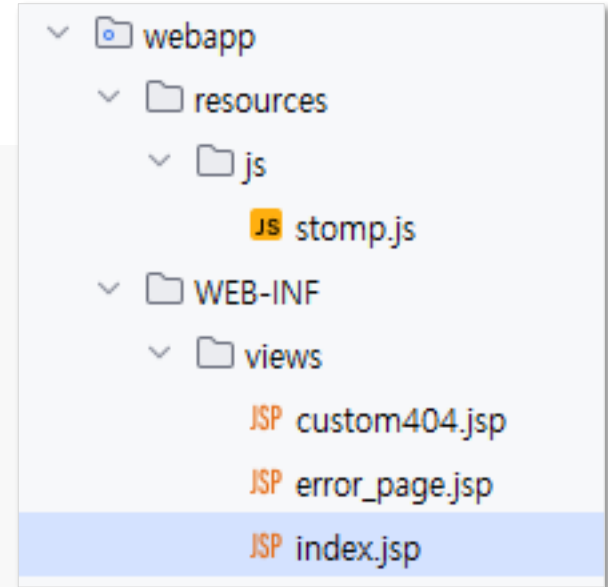 webapp
resources
js
JS stomp.js
WEB-INF
views
JSP custom404.jsp
JSP error_page.jsp
JSP index.jsp